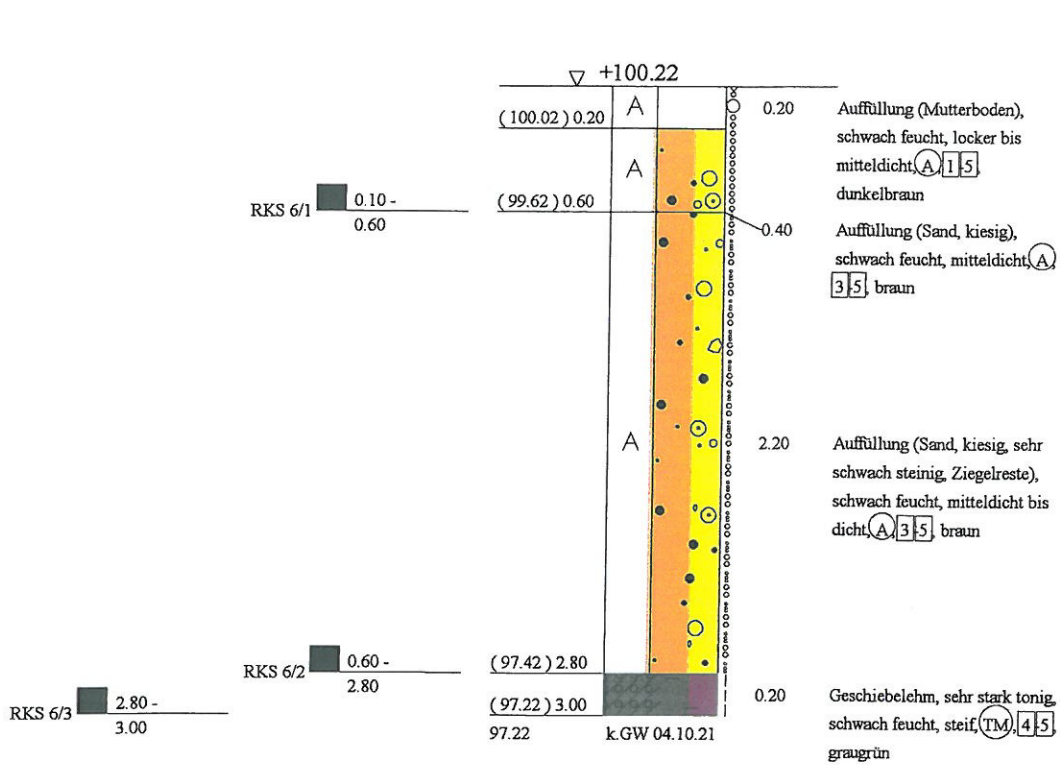 +100.22
A
(100.02) 0.20
0.20
Auffüllung (Mutterboden),
schwach feucht, locker bis
mitteldicht, A, 1-5,
dunkelbraun
A
RKS 6/1
0.10 -
0.60
(99.62) 0.60
0.40
Auffüllung (Sand, kiesig),
schwach feucht, mitteldicht, A,
3-5, braun
A
2.20
Auffüllung (Sand, kiesig, sehr
schwach steinig, Ziegelreste),
schwach feucht, mitteldicht bis
dicht, A, 3-5, braun
RKS 6/2
0.60 -
2.80
(97.42) 2.80
RKS 6/3
2.80 -
3.00
(97.22) 3.00
0.20
Geschiebelehm, sehr stark tonig,
schwach feucht, steif, TM, 4-5,
graugrün
97.22
k.GW 04.10.21